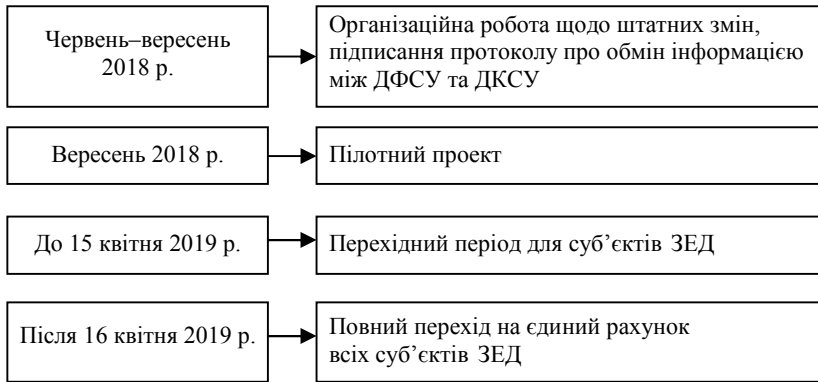 Червень–вересень
2018 р.
Організаційна робота щодо штатних змін,
підписання протоколу про обмін інформацією
між ДФСУ та ДКСУ
Вересень 2018 р.
Пілотний проект
До 15 квітня 2019 р.
Перехідний період для суб’єктів ЗЕД
Після 16 квітня 2019 р.
Повний перехід на єдиний рахунок
всіх суб’єктів ЗЕД